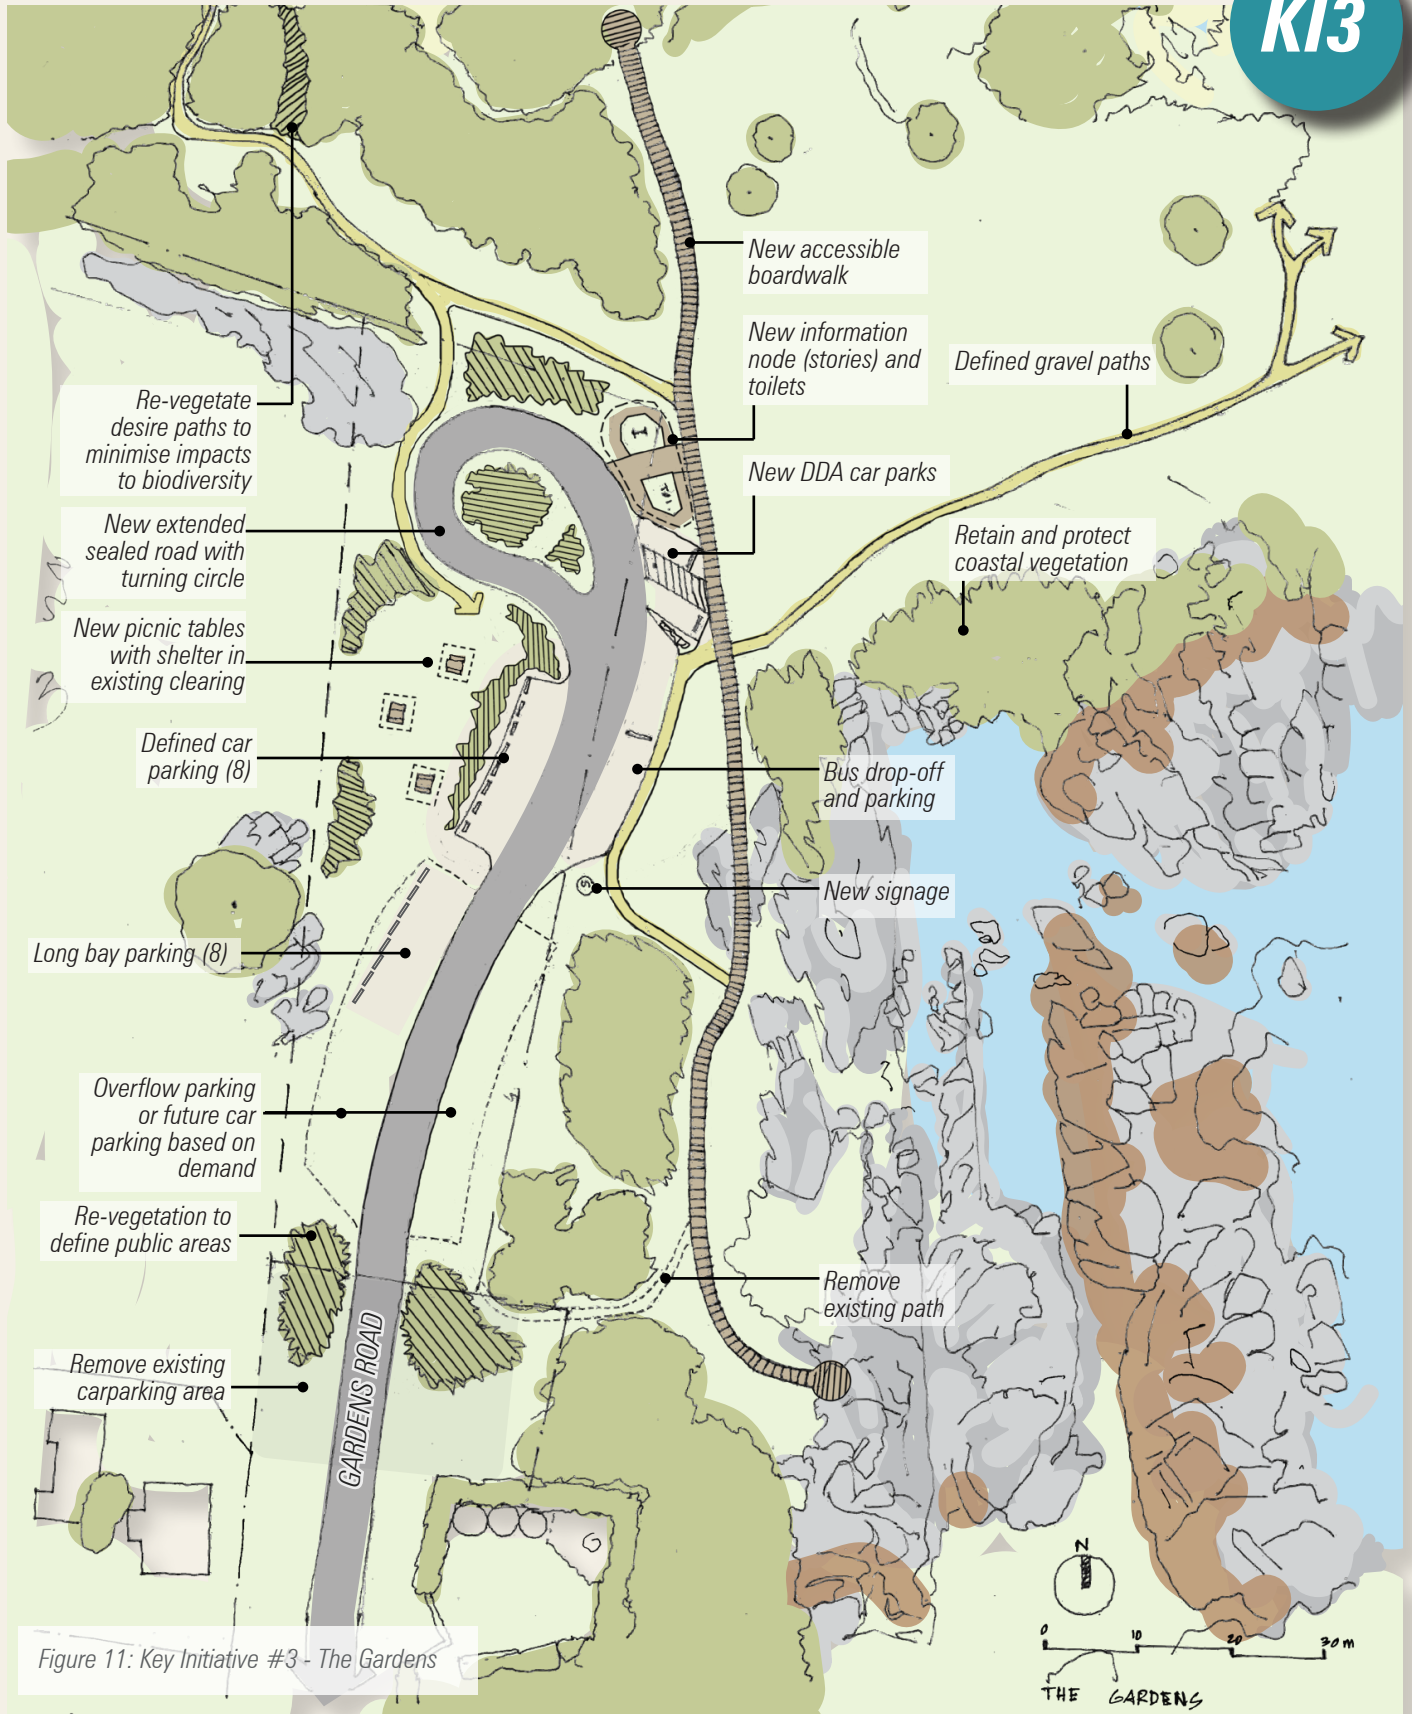 KI3
New accessible
boardwalk
New information
node (stories) and
toilets
Defined gravel paths
Re-vegetate
desire paths to
minimise impacts
to biodiversity
I
New DDA car parks
TOI
New extended
sealed road with
turning circle
Retain and protect
coastal vegetation
New picnic tables
with shelter in
existing clearing
Defined car
parking (8)
Bus drop-off
and parking
S
New signage
Long bay parking (8)
Overflow parking
or future car
parking based on
demand
Re-vegetation to
define public areas
Remove
existing path
GARDENS ROAD
Remove existing
carparking area
N
0 10 20 30 m
THE GARDENS
Figure 11: Key Initiative #3 - The Gardens